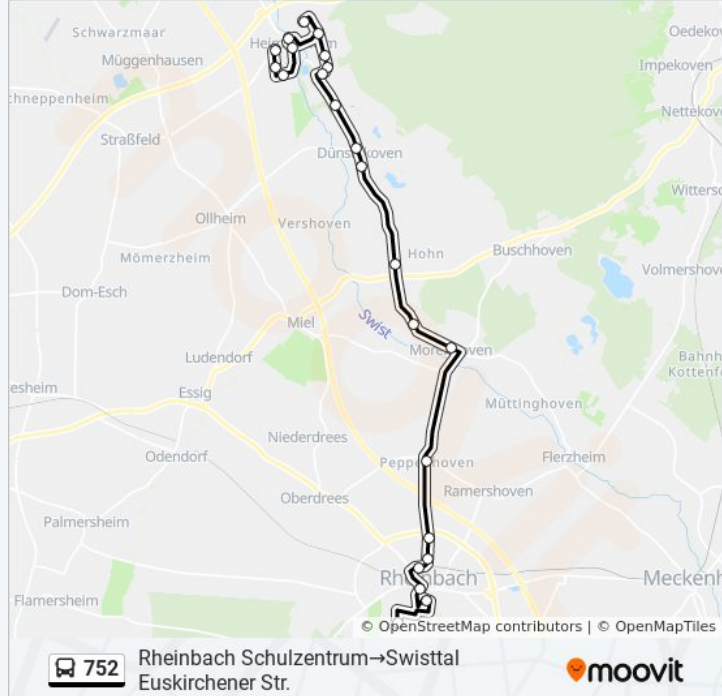 Schwarzmaar
Oedekov
Müggenhausen
Impekoven
chneppenheim
Nettekove
Straßfeld
Dünstekoven
Witters
Ollheim
Vershoven
Buschhoven
Mömerzheim
Hohn
Volmershove
Dom-Esch
Swist
Miel
Morenhoven
Ludendorf
Bahnh
Kottenfo
esheim
Essig
Müttinghoven
Niederdrees
Odendorf
Peppenhoven
Flerzheim
Oberdrees
Ramershoven
Palmersheim
Rheinbach
Meckenh
Flamersheim
© OpenStreetMap contributors | © OpenMapTiles
752
Rheinbach Schulzentrum→Swisttal
Euskirchener Str.
moovit